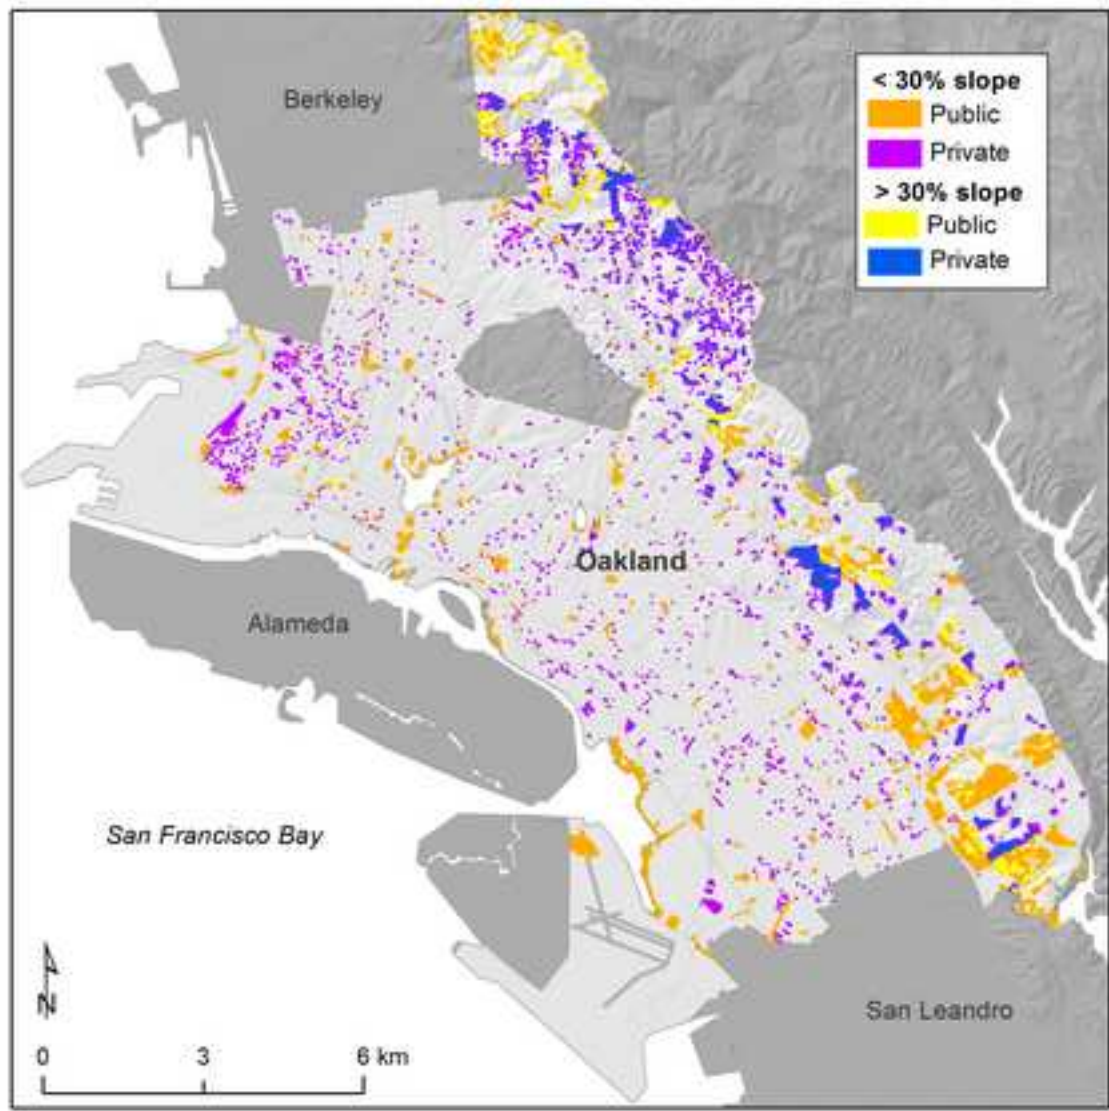 Berkeley
< 30% slope
Public
Private
> 30% slope
Public
Private
Oakland
Alameda
San Francisco Bay
N
San Leandro
0 3 6 km